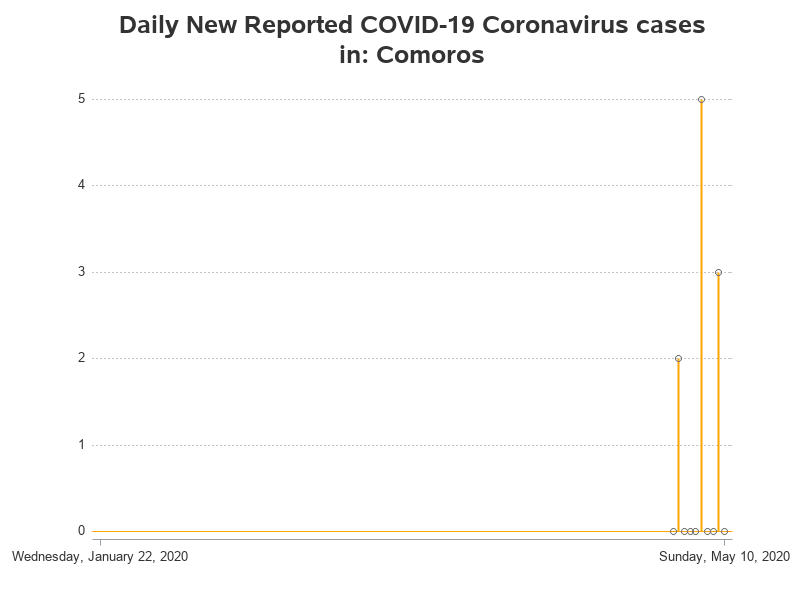 Daily New Reported COVID-19 Coronavirus cases
in: Comoros
5
4
3
2
1
0
Wednesday, January 22, 2020
Sunday, May 10, 2020